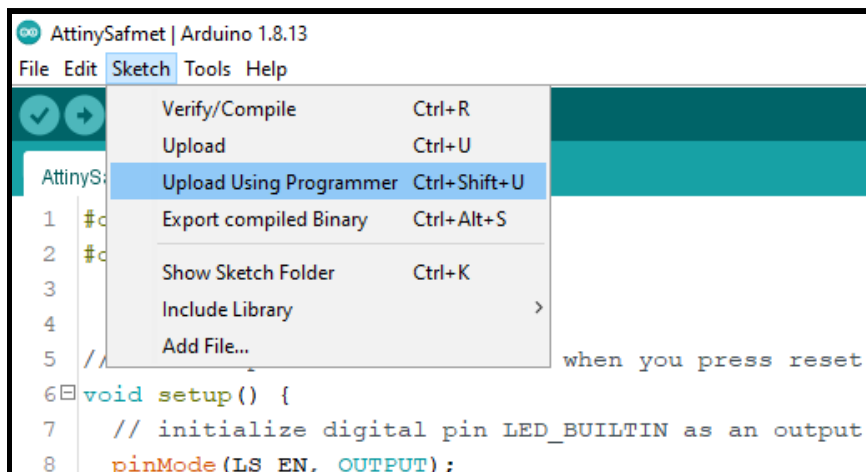 AttinySafmet | Arduino 1.8.13
File Edit Sketch Tools Help
Verify/Compile Ctrl+R
Upload Ctrl+U
Upload Using Programmer Ctrl+Shift+U
Export compiled Binary Ctrl+Alt+S
Show Sketch Folder Ctrl+K
Include Library
Add File...
1
2
3
4
5 // when you press reset
6 void setup() {
7 // initialize digital pin LED_BUILTIN as an output
8 pinMode(LS_EN, OUTPUT);